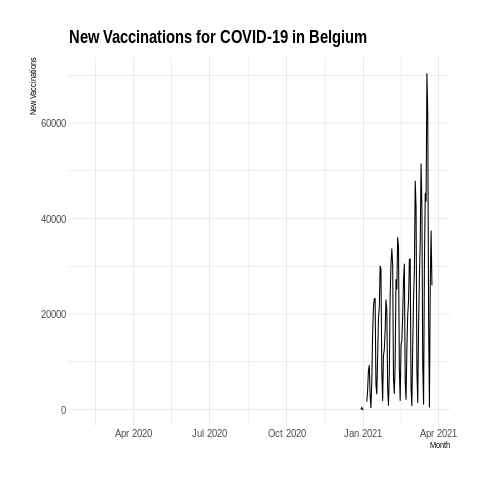 New Vaccinations for COVID-19 in Belgium
New Vaccinations
60000
40000
20000
0
Apr 2020 Jul 2020 Oct 2020 Jan 2021 Apr 2021
Month